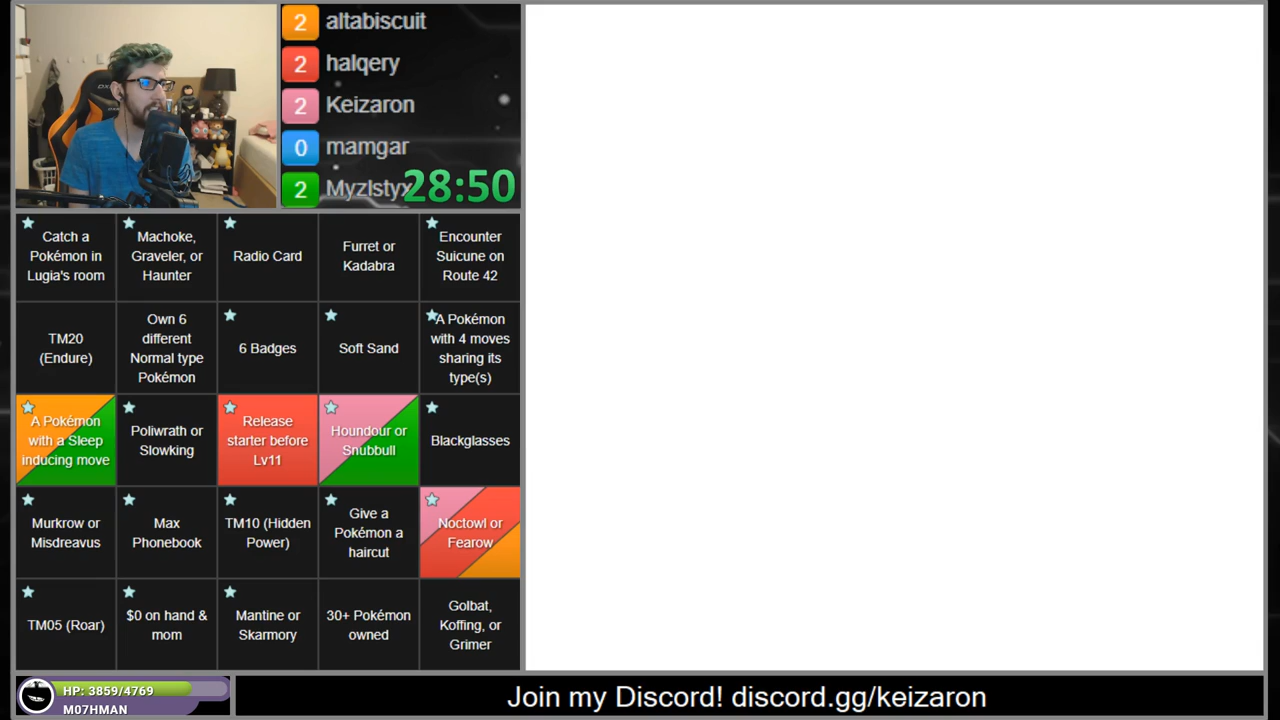 2 altabiscuit
2 halqery
2 Keizaron
0 mamgar
2 Myzlstyx
28:50
Catch a
Pokémon in
Lugia's room
Machoke,
Graveler, or
Haunter
Radio Card
Furret or
Kadabra
Encounter
Suicune on
Route 42
TM20
(Endure)
Own 6
different
Normal type
Pokémon
6 Badges
Soft Sand
A Pokémon
with 4 moves
sharing its
type(s)
A Pokémon
with a Sleep
inducing move
Poliwrath or
Slowking
Release
starter before
Lv11
Houndour or
Snubbull
Blackglasses
Murkrow or
Misdreavus
Max
Phonebook
TM10 (Hidden
Power)
Give a
Pokémon a
haircut
Noctowl or
Fearow
TM05 (Roar)
$0 on hand &
mom
Mantine or
Skarmory
30+ Pokémon
owned
Golbat,
Koffing, or
Grimer
HP: 3859/4769
M07HMAN
Join my Discord! discord.gg/keizaron